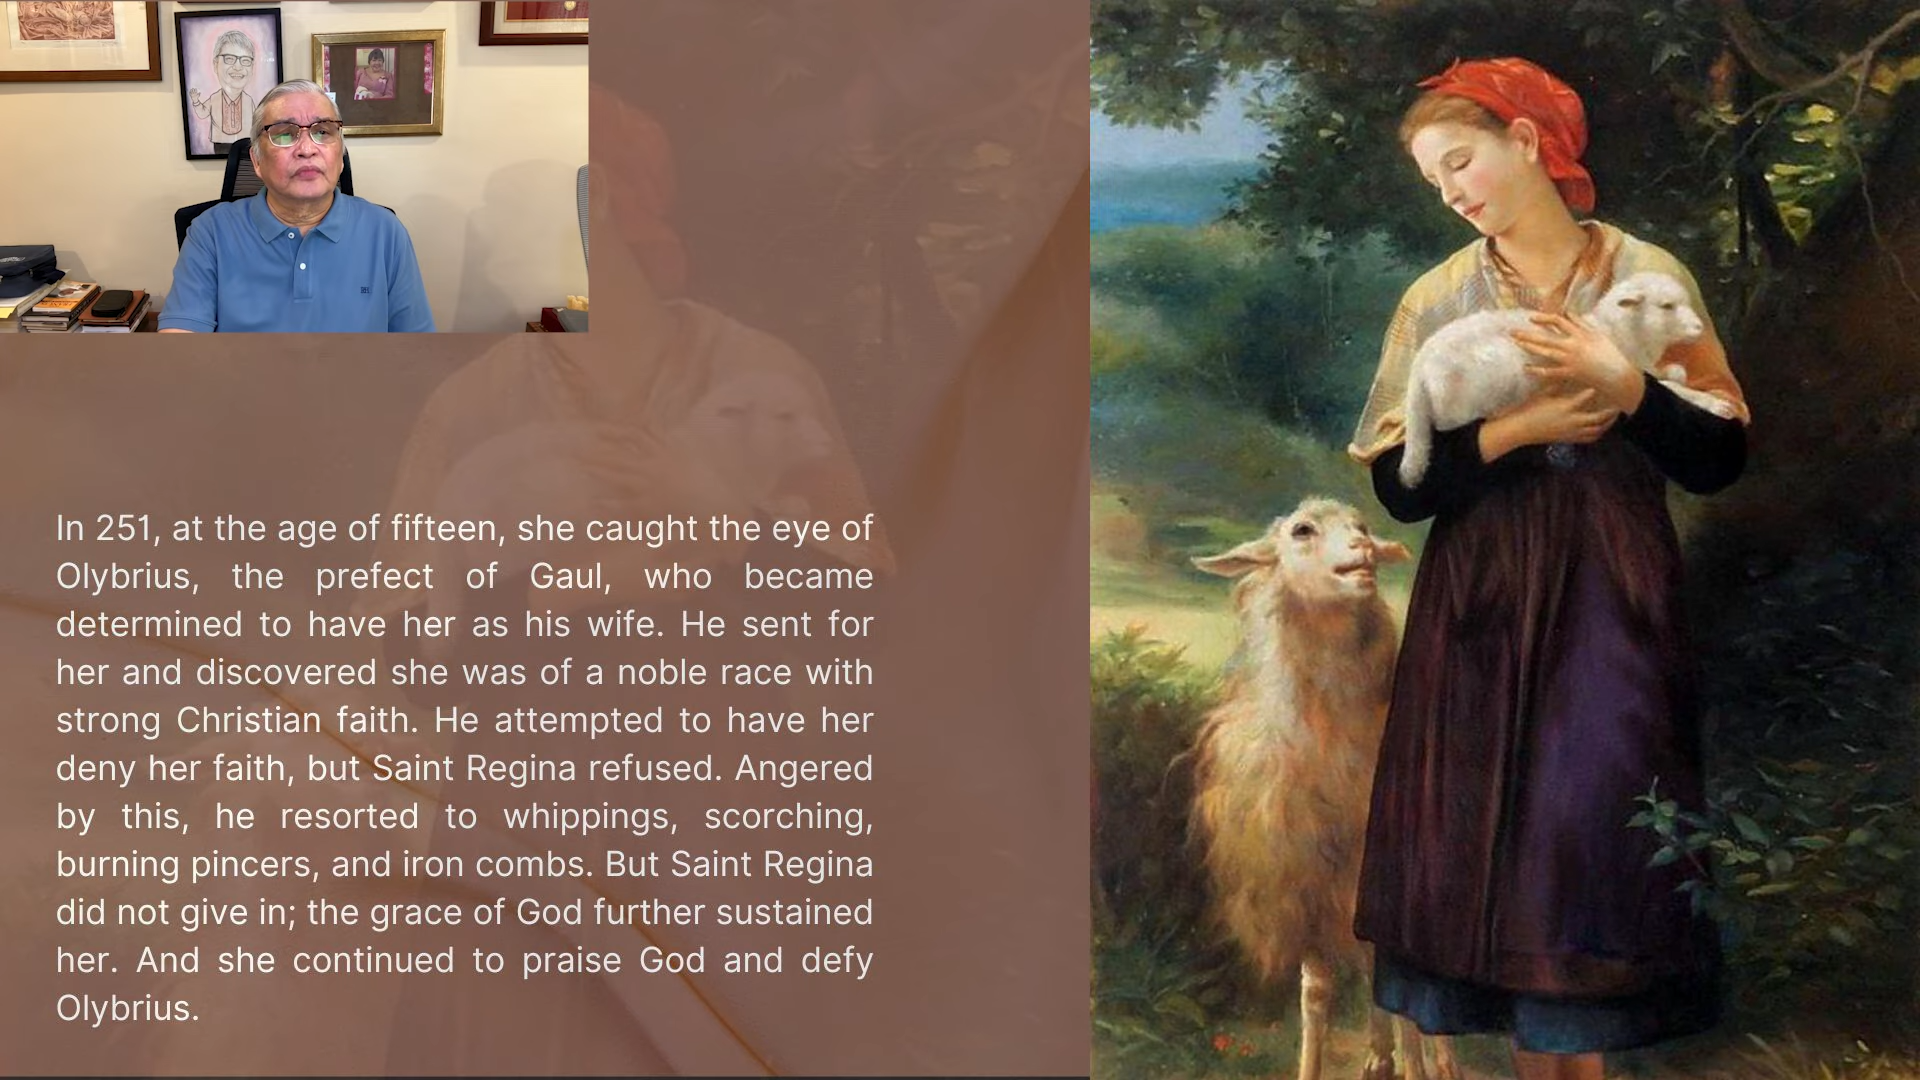 In 251, at the age of fifteen, she caught the eye of
Olybrius, the prefect of Gaul, who became
determined to have her as his wife. He sent for
her and discovered she was of a noble race with
strong Christian faith. He attempted to have her
deny her faith, but Saint Regina refused. Angered
by this, he resorted to whippings, scorching,
burning pincers, and iron combs. But Saint Regina
did not give in; the grace of God further sustained
her. And she continued to praise God and defy
Olybrius.